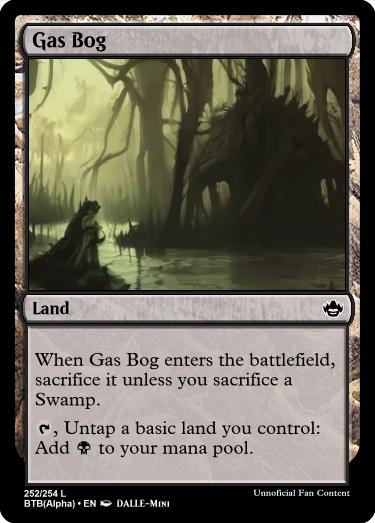 Gas Bog
Land
When Gas Bog enters the battlefield,
sacrifice it unless you sacrifice a
Swamp.
, Untap a basic land you control:
Add to your mana pool.
252/254 L
Unnoficial Fan Content
BTB(Alpha) • EN DALLE-Mini